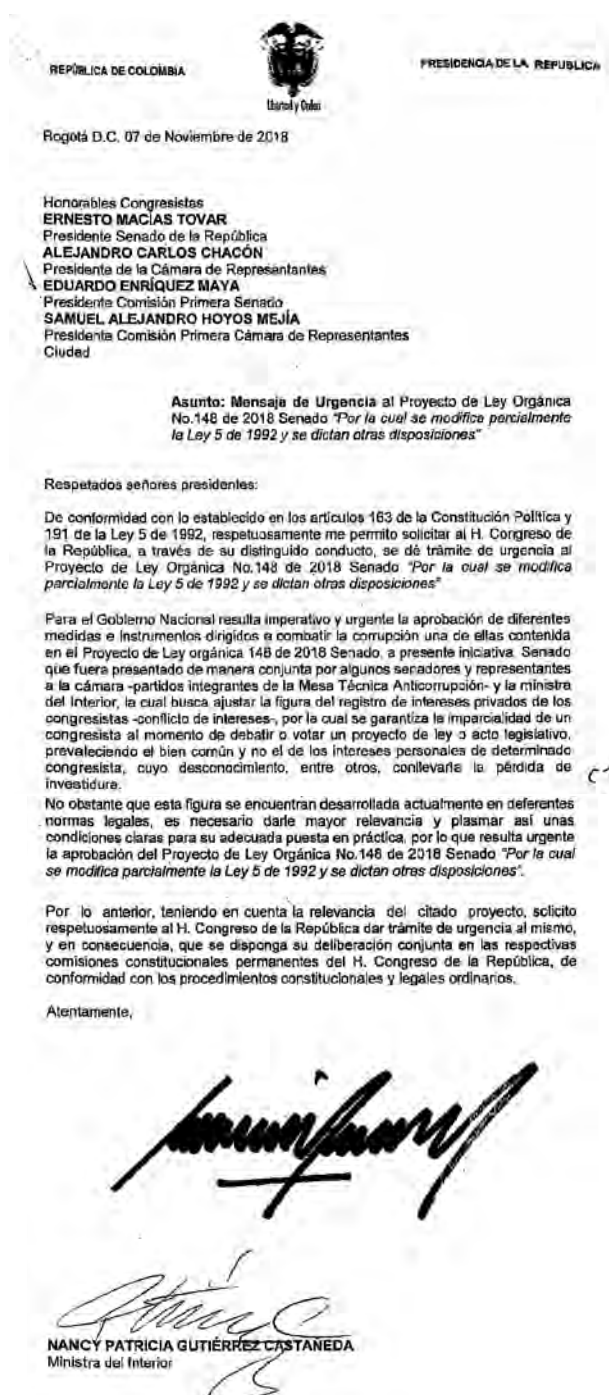 REPÚBLICA DE COLOMBIA
PRESIDENCIA DE LA REPUBLICA
Libertad y Orden
Bogotá D.C. 07 de Noviembre de 2018
Honorables Congresistas
ERNESTO MACÍAS TOVAR
Presidente Senado de la República
ALEJANDRO CARLOS CHACÓN
Presidente de la Cámara de Representantes
EDUARDO ENRÍQUEZ MAYA
Presidente Comisión Primera Senado
SAMUEL ALEJANDRO HOYOS MEJÍA
Presidente Comisión Primera Cámara de Representantes
Ciudad
Asunto: Mensaje de Urgencia al Proyecto de Ley Orgánica
No.148 de 2018 Senado "Por la cual se modifica parcialmente
la Ley 5 de 1992 y se dictan otras disposiciones"
Respetados señores presidentes:
De conformidad con lo establecido en los artículos 163 de la Constitución Política y
191 de la Ley 5 de 1992, respetuosamente me permito solicitar al H. Congreso de
la República, a través de su distinguido conducto, se dé trámite de urgencia al
Proyecto de Ley Orgánica No.148 de 2018 Senado "Por la cual se modifica
parcialmente la Ley 5 de 1992 y se dictan otras disposiciones"
Para el Gobierno Nacional resulta imperativo y urgente la aprobación de diferentes
medidas e instrumentos dirigidos a combatir la corrupción una de ellas contenida
en el Proyecto de Ley orgánica 148 de 2018 Senado, a presente iniciativa Senado
que fuera presentado de manera conjunta por algunos senadores y representantes
a la cámara -partidos integrantes de la Mesa Técnica Anticorrupción- y la ministra
del Interior, la cual busca ajustar la figura del registro de intereses privados de los
congresistas -conflicto de intereses-, por la cual se garantiza la imparcialidad de un
congresista al momento de debatir o votar un proyecto de ley o acto legislativo,
prevaleciendo el bien común y no el de los intereses personales de determinado
congresista, cuyo desconocimiento, entre otros, conllevaría la pérdida de
investidura.
No obstante que esta figura se encuentran desarrollada actualmente en deferentes
normas legales, es necesario darle mayor relevancia y plasmar así unas
condiciones claras para su adecuada puesta en práctica, por lo que resulta urgente
la aprobación del Proyecto de Ley Orgánica No.148 de 2018 Senado "Por la cual
se modifica parcialmente la Ley 5 de 1992 y se dictan otras disposiciones".
Por lo anterior, teniendo en cuenta la relevancia del citado proyecto, solicito
respetuosamente al H. Congreso de la República dar trámite de urgencia al mismo,
y en consecuencia, que se disponga su deliberación conjunta en las respectivas
comisiones constitucionales permanentes del H. Congreso de la República, de
conformidad con los procedimientos constitucionales y legales ordinarios.
Atentamente,
NANCY PATRICIA GUTIÉRREZ CASTAÑEDA
Ministra del Interior